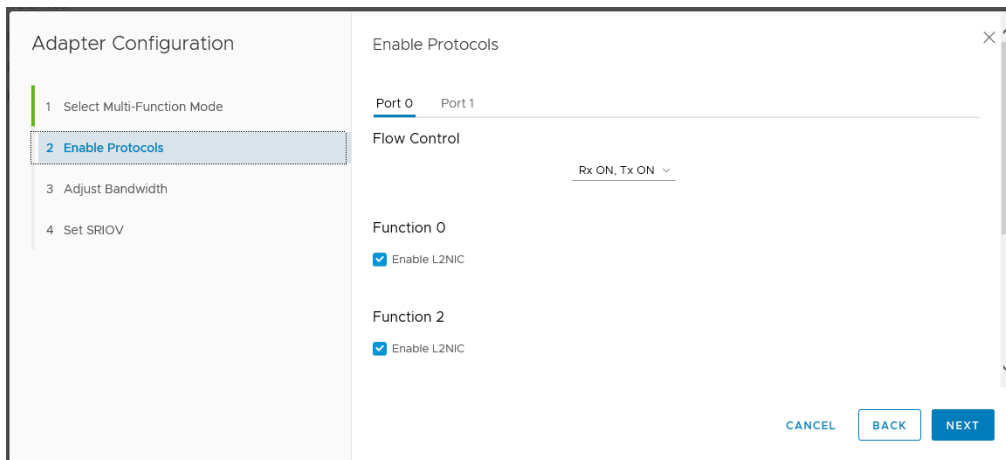 Adapter Configuration
1 Select Multi-Function Mode
2 Enable Protocols
3 Adjust Bandwidth
4 Set SRIOV
Enable Protocols
Port 0 Port 1
Flow Control
Rx ON, Tx ON
Function 0
Enable L2NIC
Function 2
Enable L2NIC
CANCEL BACK NEXT